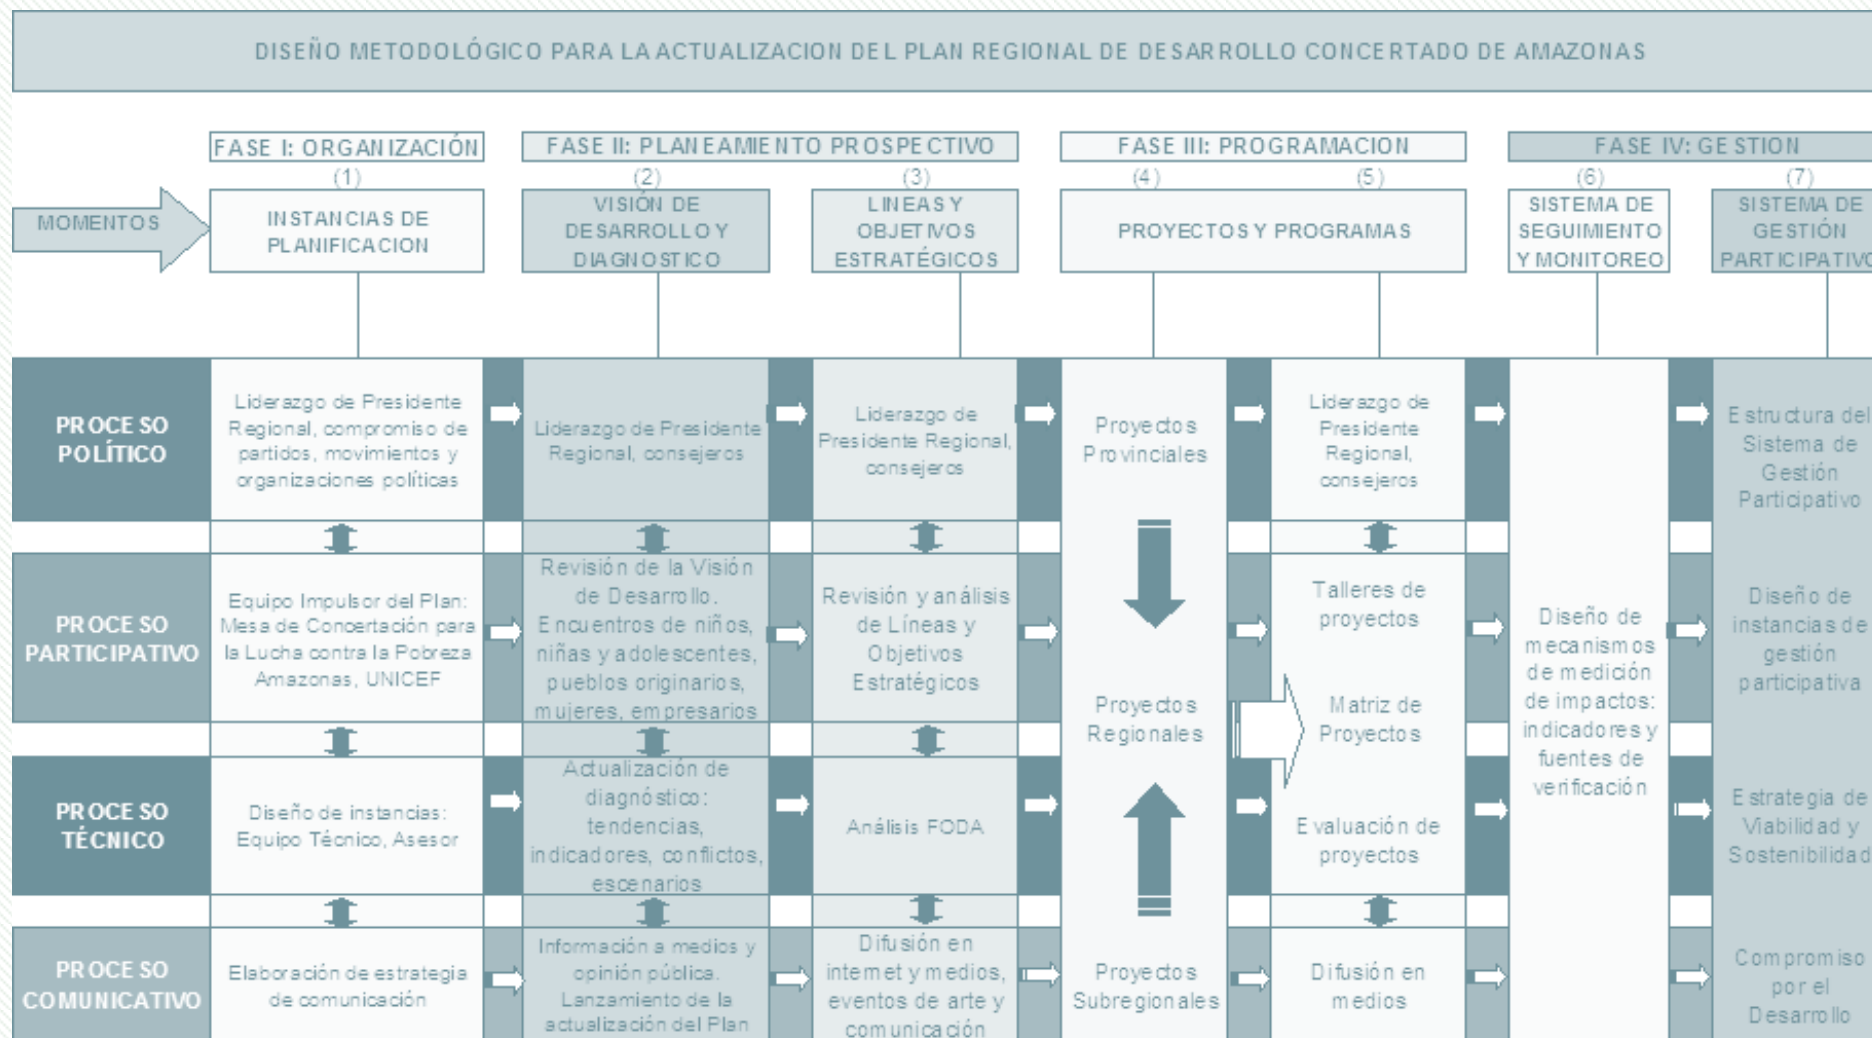 DISEÑO METODOLÓGICO PARA LA ACTUALIZACION DEL PLAN REGIONAL DE DESARROLLO CONCERTADO DE AMAZONAS
FASE I: ORGANIZACIÓN
FASE II: PLANEAMIENTO PROSPECTIVO
FASE III: PROGRAMACION
FASE IV: GESTION
(1)
(2)
(3)
(4)
(5)
(6)
(7)
MOMENTOS
INSTANCIAS DE
PLANIFICACION
VISIÓN DE
DESARROLLO Y
DIAGNOSTICO
LINEAS Y
OBJETIVOS
ESTRATÉGICOS
PROYECTOS Y PROGRAMAS
SISTEMA DE
SEGUIMIENTO
Y MONITOREO
SISTEMA DE
GESTIÓN
PARTICIPATIVO
PROCESO
POLÍTICO
Liderazgo de Presidente
Regional, compromiso de
partidos, movimientos y
organizaciones políticas
Liderazgo de Presidente
Regional, consejeros
Liderazgo de
Presidente Regional,
consejeros
Proyectos
Provinciales
Liderazgo de
Presidente
Regional,
consejeros
Estructura del
Sistema de
Gestión
Participativo
PROCESO
PARTICIPATIVO
Equipo Impulsor del Plan:
Mesa de Concertación para
la Lucha contra la Pobreza
Amazonas, UNICEF
Revisión de la Visión
de Desarrollo.
Encuentros de niños,
niñas y adolescentes,
pueblos originarios,
mujeres, empresarios
Revisión y análisis
de Líneas y
Objetivos
Estratégicos
Proyectos
Regionales
Talleres de
proyectos
Matriz de
Proyectos
Diseño de
mecanismos
de medición
de impactos:
indicadores y
fuentes de
verificación
Diseño de
instancias de
gestión
participativa
PROCESO
TÉCNICO
Diseño de instancias:
Equipo Técnico, Asesor
Actualización de
diagnóstico:
tendencias,
indicadores, conflictos,
escenarios
Análisis FODA
Evaluación de
proyectos
Estrategia de
Viabilidad y
Sostenibilidad
PROCESO
COMUNICATIVO
Elaboración de estrategia
de comunicación
Información a medios y
opinión pública.
Lanzamiento de la
actualización del Plan
Difusión en
internet y medios,
eventos de arte y
comunicación
Proyectos
Subregionales
Difusión en
medios
Compromiso
por el
Desarrollo